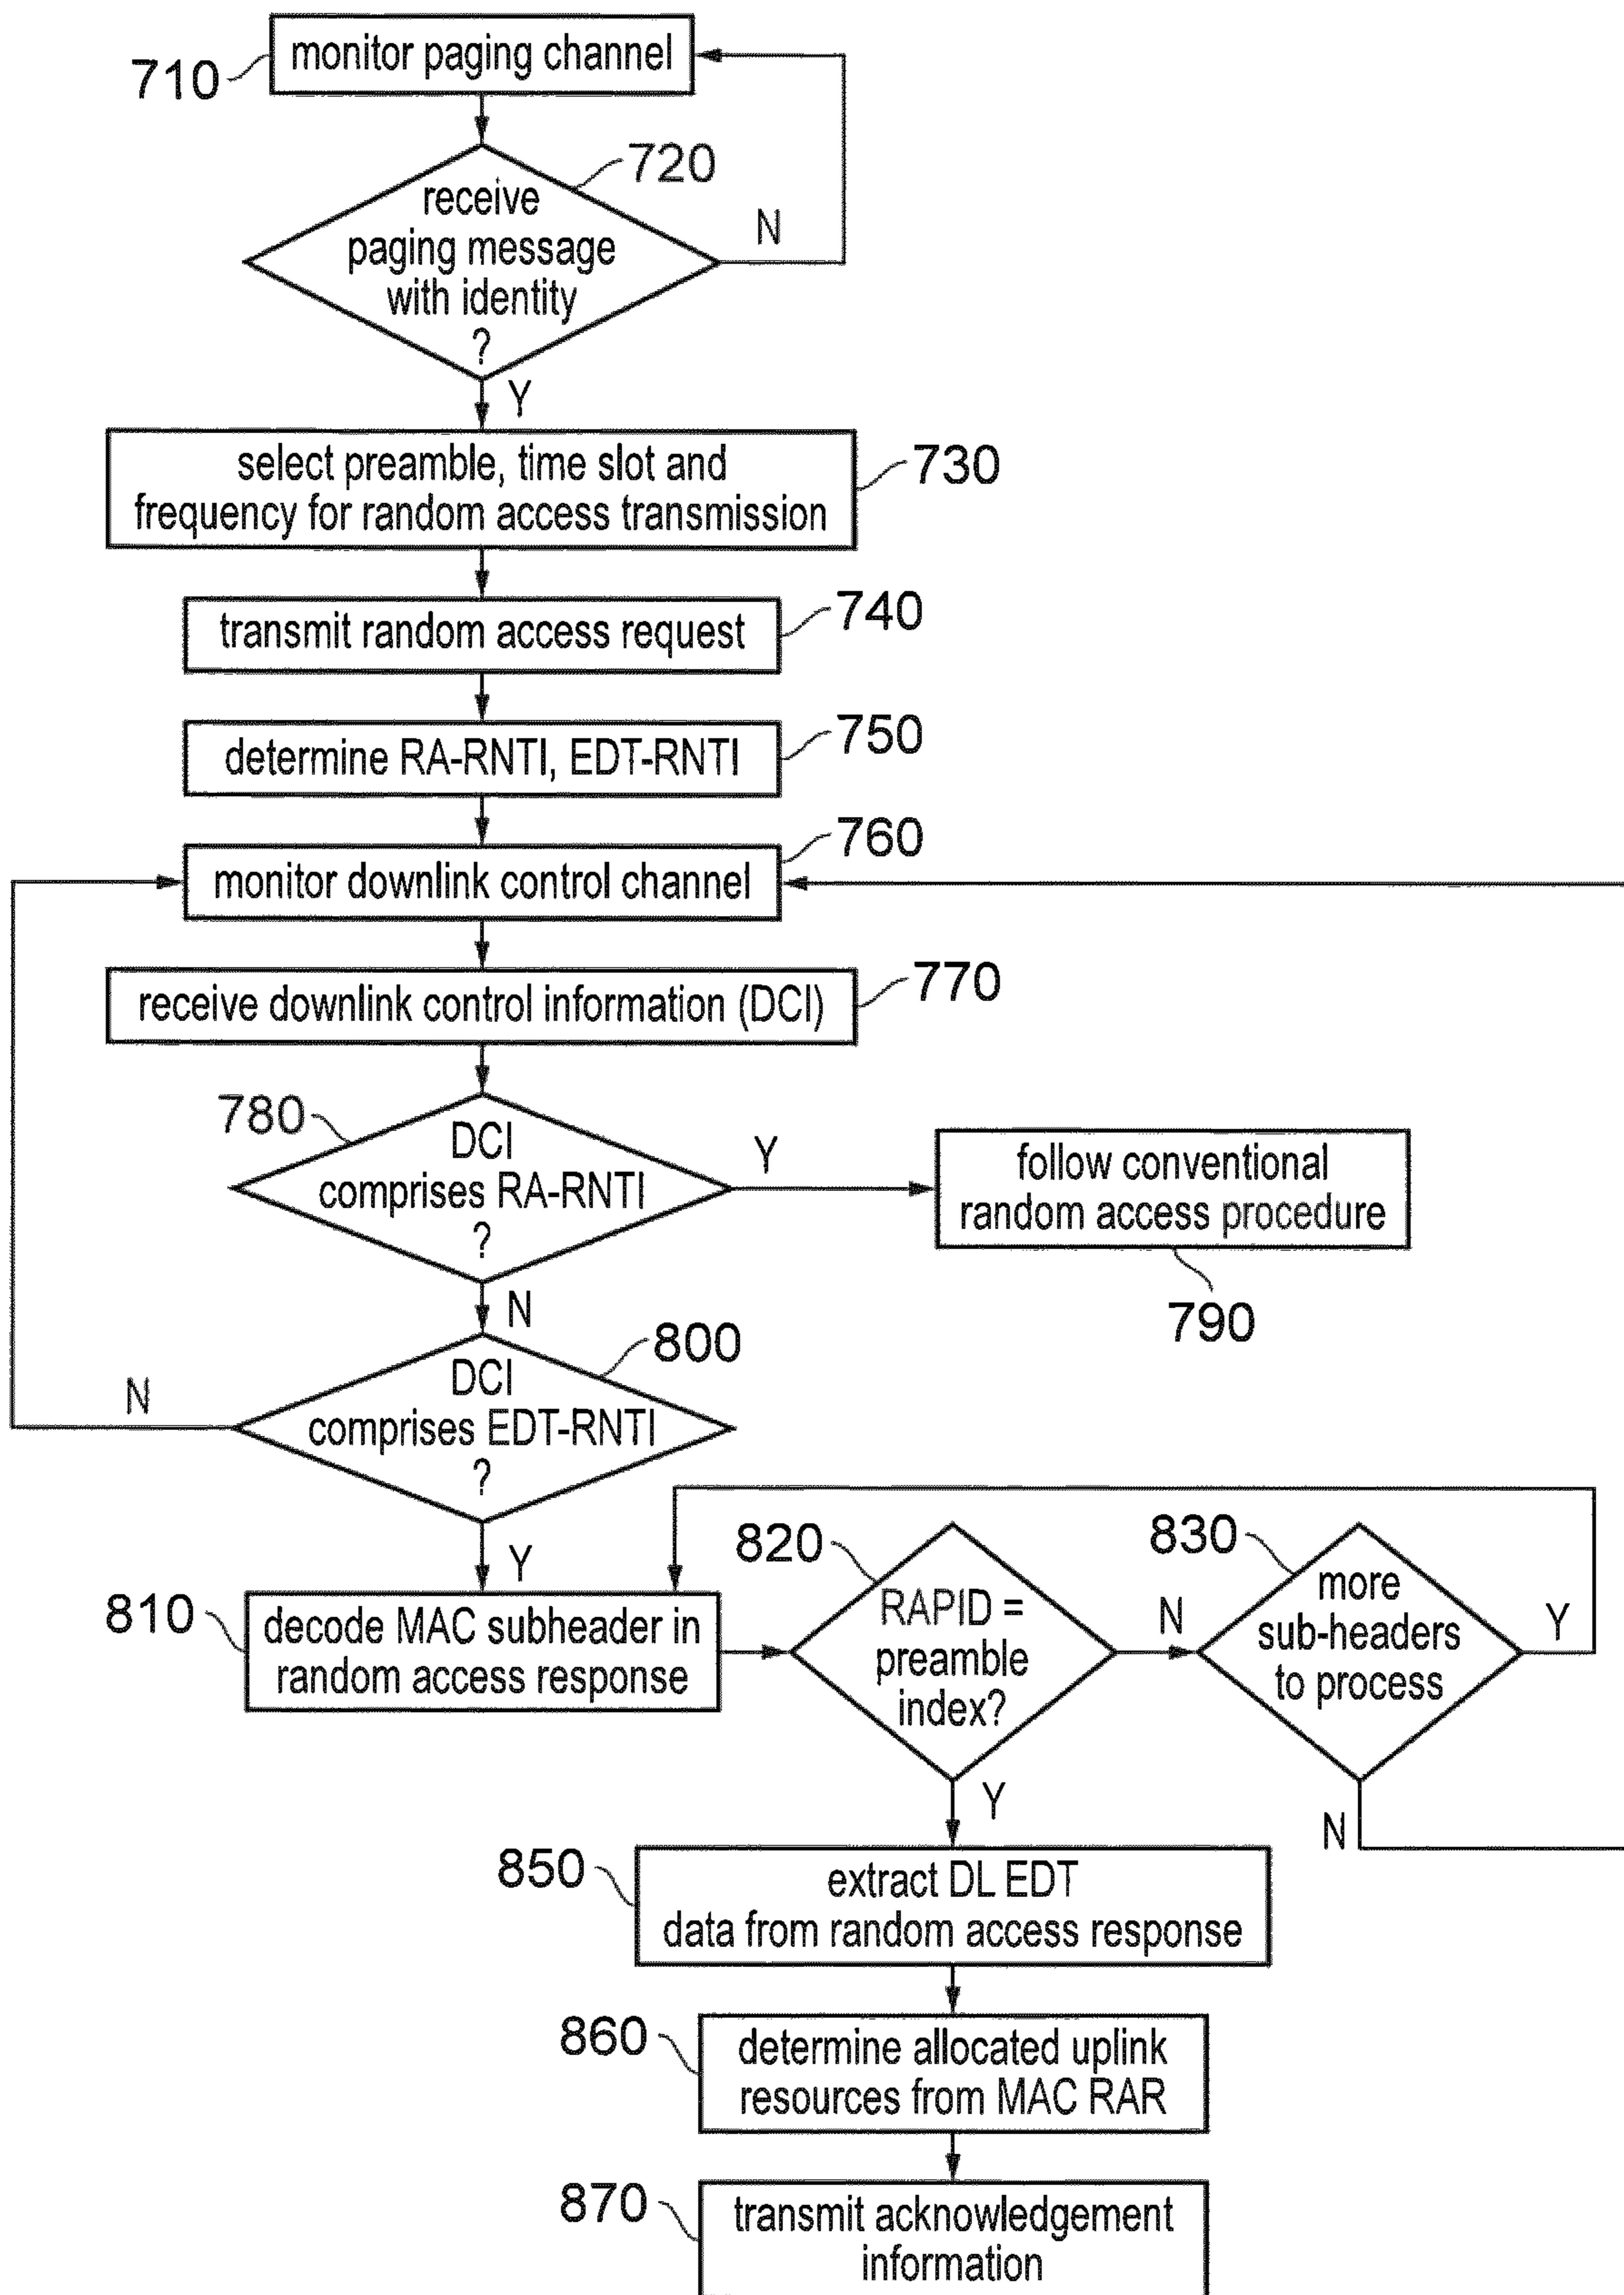 monitor paging channel
710
720
receive
paging message
with identity
?
N
Y
select preamble, time slot and
frequency for random access transmission
730
transmit random access request
740
determine RA-RNTI, EDT-RNTI
750
760
monitor downlink control channel
receive downlink control information (DCI)
770
780
DCI
comprises RA-RNTI
?
Y
follow conventional
random access procedure
790
N
800
DCI
comprises EDT-RNTI
?
N
Y
810
decode MAC subheader in
random access response
820
RAPID =
preamble
index?
N
830
more
sub-headers
to process
Y
Y
N
850
extract DL EDT
data from random access response
860
determine allocated uplink
resources from MAC RAR
870
transmit acknowledgement
information